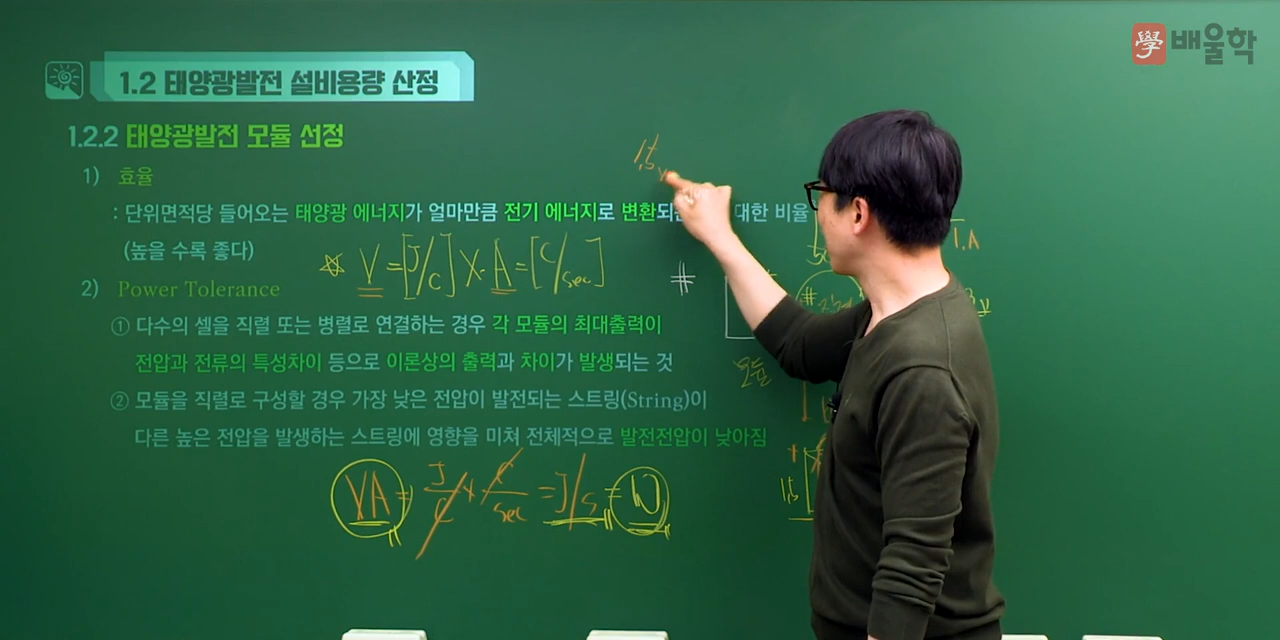 學 배울학
1.2 태양광발전 설비용량 산정
1.2.2 태양광발전 모듈 선정
1) 효율
: 단위면적당 들어오는 태양광 에너지가 얼마만큼 전기 에너지로 변환되 대한 비율
(높을 수록 좋다)
V = [J/C] X. A = [C/sec]
2) Power Tolerance
#
① 다수의 셀을 직렬 또는 병렬로 연결하는 경우 각 모듈의 최대출력이
전압과 전류의 특성차이 등으로 이론상의 출력과 차이가 발생되는 것
모듈
② 모듈을 직렬로 구성할 경우 가장 낮은 전압이 발전되는 스트링(String)이
다른 높은 전압을 발생하는 스트링에 영향을 미쳐 전체적으로 발전전압이 낮아짐
VA = J/C x C/sec = J/s = W
1.5